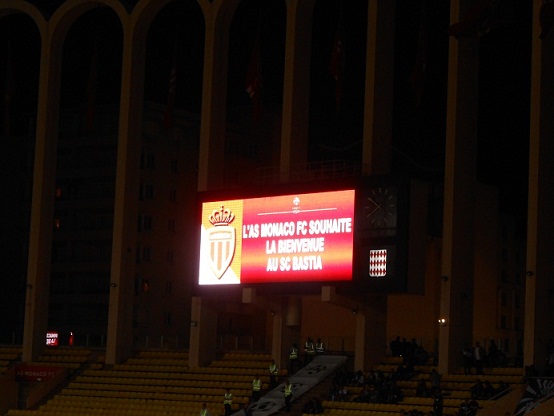 L'AS MONACO FC SOUHAITE
LA BIENVENUE
AU SC BASTIA